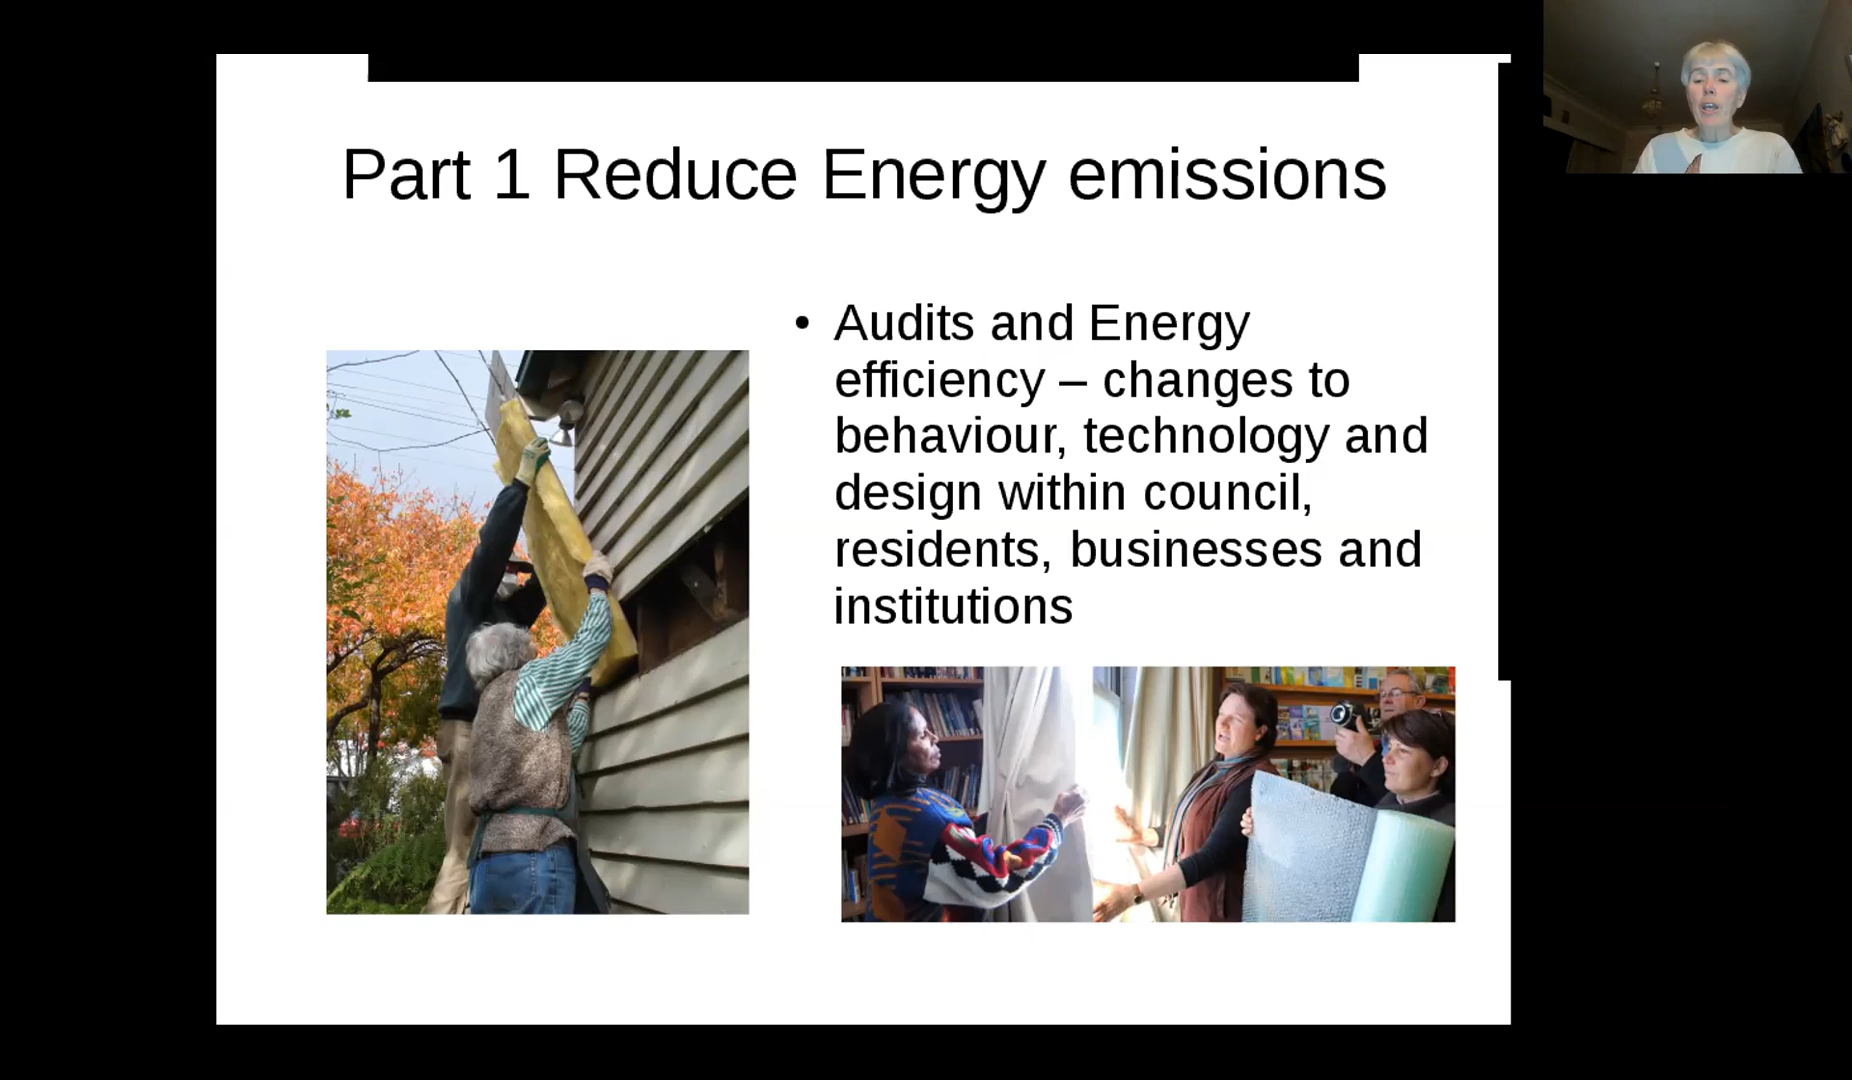 Part 1 Reduce Energy emissions
• Audits and Energy
efficiency – changes to
behaviour, technology and
design within council,
residents, businesses and
institutions